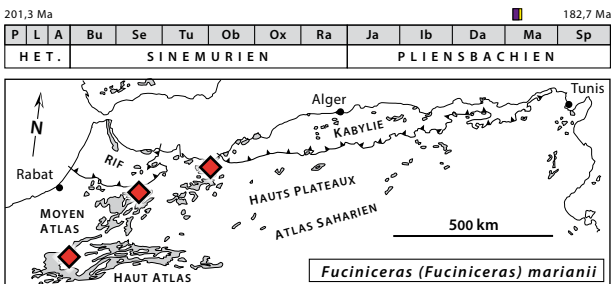 201,3 Ma 182,7 Ma
P L A Bu Se Tu Ob Ox Ra Ja Ib Da Ma Sp
HET. SINEMURIEN PLIENSBACHIEN
Tunis
Alger
N
KABYLIE
RIF
Rabat
HAUTS PLATEAUX
MOYEN
ATLAS
ATLAS SAHARIEN
500 km
HAUT ATLAS
Fuciniceras (Fuciniceras) marianii